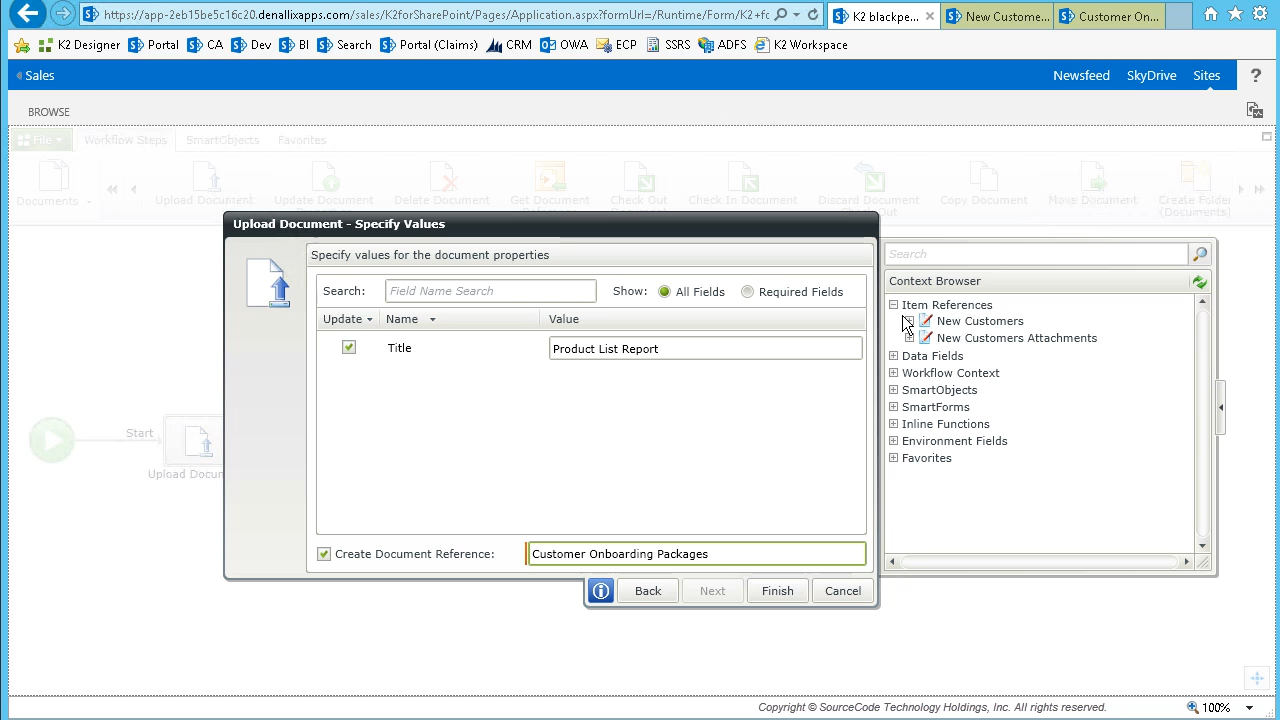 https://app-2eb15be5c16c20.denallixapps.com/sales/K2forSharePoint/Pages/Application.aspx?formUrl=/Runtime/Form/K2+fc
K2 blackpe...
New Custome...
Customer On...
K2 Designer
Portal
CA
Dev
BI
Search
Portal (Claims)
CRM
OWA
ECP
SSRS
ADFS
K2 Workspace
Sales
Newsfeed
SkyDrive
Sites
?
BROWSE
File
Workflow Steps
SmartObjects
Favorites
Documents
Upload Document
Update Document
Delete Document
Get Document
Check Out
Check In Document
Discard Document
Check Out
Copy Document
Move Document
Create Folder
(Documents)
Upload Document - Specify Values
Specify values for the document properties
Search:
Field Name Search
Show:
All Fields
Required Fields
Update
Name
Value
Title
Product List Report
Create Document Reference:
Customer Onboarding Packages
Back
Next
Finish
Cancel
Start
Upload Docum
Search
Context Browser
Item References
New Customers
New Customers Attachments
Data Fields
Workflow Context
SmartObjects
SmartForms
Inline Functions
Environment Fields
Favorites
Copyright © SourceCode Technology Holdings, Inc. All rights reserved.
100%